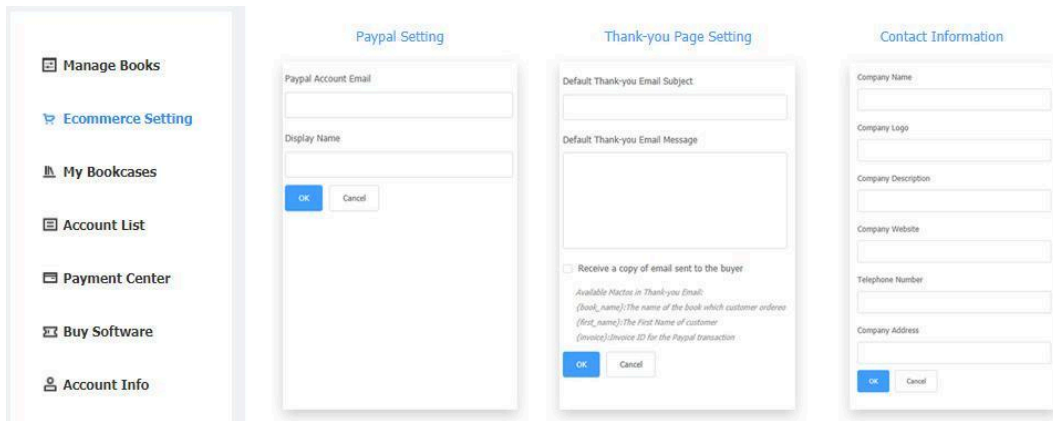 Manage Books
Ecommerce Setting
My Bookcases
Account List
Payment Center
Buy Software
Account Info
Paypal Setting
Paypal Account Email
Display Name
OK
Cancel
Thank-you Page Setting
Default Thank-you Email Subject
Default Thank-you Email Message
Receive a copy of email sent to the buyer
Available Mactos in Thank-you Email:
{book_name}:The name of the book which customer ordereo
{first_name}:The First Name of customer
{invoice}:Invoice ID for the Paypal transaction
OK
Cancel
Contact Information
Company Name
Company Logo
Company Description
Company Website
Telephone Number
Company Address
OK
Cancel